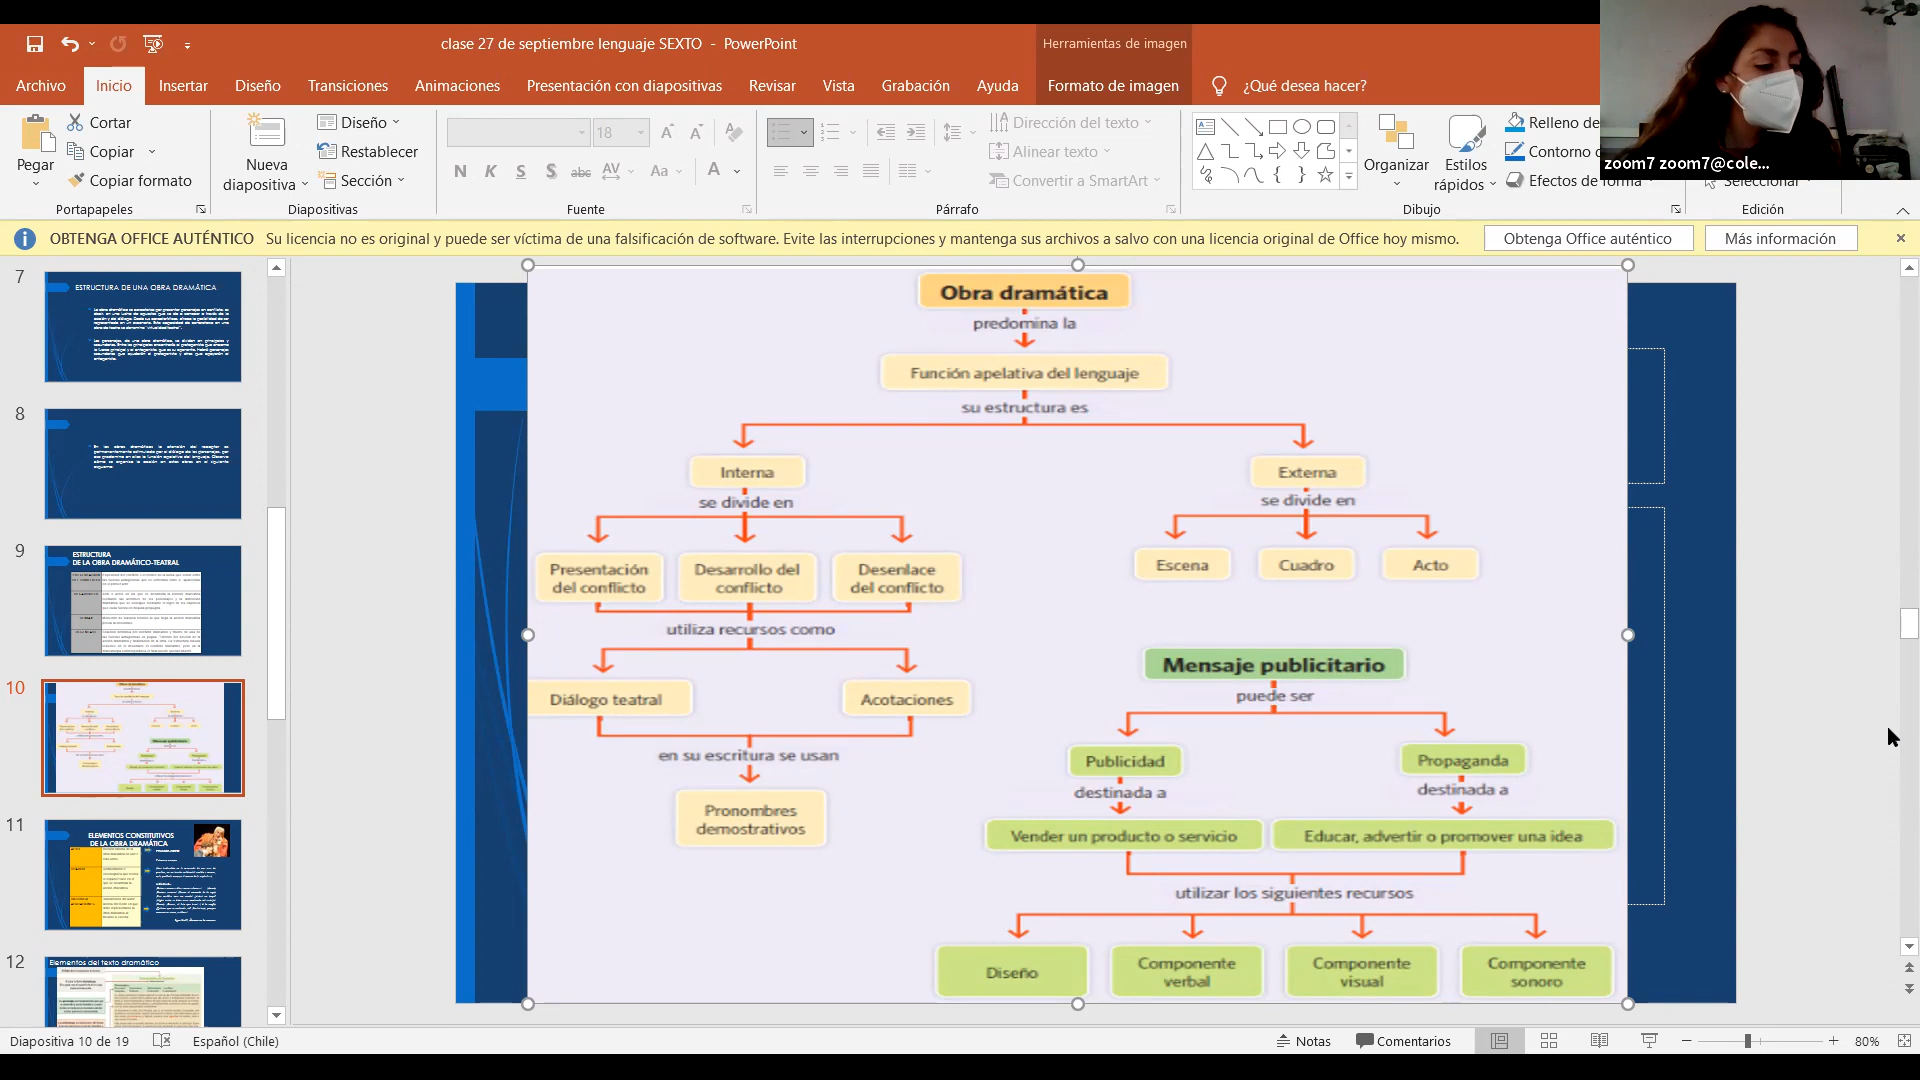 clase 27 de septiembre lenguaje SEXTO - PowerPoint
Herramientas de imagen
Archivo Inicio Insertar Diseño Transiciones Animaciones Presentación con diapositivas Revisar Vista Grabación Ayuda Formato de imagen ¿Qué desea hacer?
Pegar
Cortar
Copiar
Copiar formato
Portapapeles
Nueva diapositiva
Diseño
Restablecer
Sección
Diapositivas
18
N K S S abc AV Aa A
Fuente
Dirección del texto
Alinear texto
Convertir a SmartArt
Párrafo
Organizar
Estilos rápidos
Relleno de
Contorno
Efectos de forma
Dibujo
Seleccionar
Edición
zoom7 zoom7@cole...
OBTENGA OFFICE AUTÉNTICO Su licencia no es original y puede ser víctima de una falsificación de software. Evite las interrupciones y mantenga sus archivos a salvo con una licencia original de Office hoy mismo. Obtenga Office auténtico Más información
7
ESTRUCTURA DE UNA OBRA DRAMÁTICA
8
9
ESTRUCTURA
DE LA OBRA DRAMÁTICO-TEATRAL
10
11
ELEMENTOS CONSTITUTIVOS
DE LA OBRA DRAMÁTICA
12
Elementos del texto dramático
Obra dramática
predomina la
Función apelativa del lenguaje
su estructura es
Interna
se divide en
Presentación del conflicto
Desarrollo del conflicto
Desenlace del conflicto
utiliza recursos como
Diálogo teatral
Acotaciones
en su escritura se usan
Pronombres demostrativos
Externa
se divide en
Escena
Cuadro
Acto
Mensaje publicitario
puede ser
Publicidad
destinada a
Vender un producto o servicio
Propaganda
destinada a
Educar, advertir o promover una idea
utilizar los siguientes recursos
Diseño
Componente verbal
Componente visual
Componente sonoro
Diapositiva 10 de 19 Español (Chile) Notas Comentarios 80%